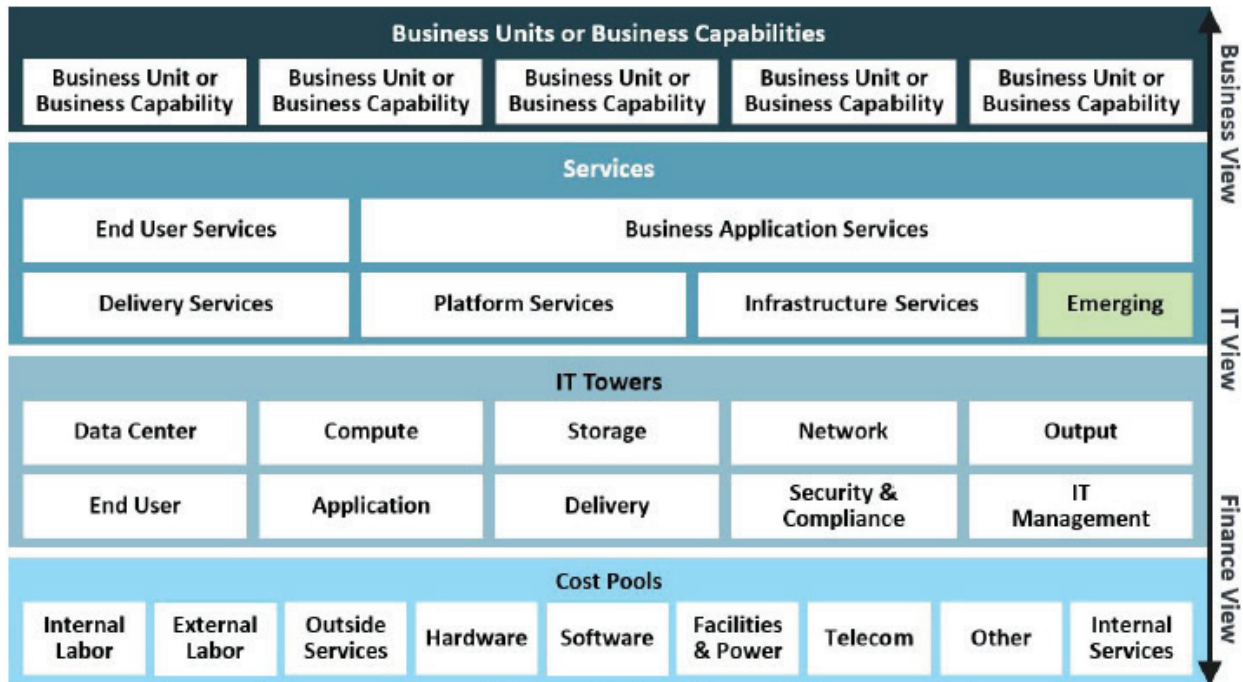 Business Units or Business Capabilities
Business Unit or
Business Capability
Business Unit or
Business Capability
Business Unit or
Business Capability
Business Unit or
Business Capability
Business Unit or
Business Capability
Services
End User Services
Business Application Services
Delivery Services
Platform Services
Infrastructure Services
Emerging
IT Towers
Data Center
Compute
Storage
Network
Output
End User
Application
Delivery
Security &
Compliance
IT
Management
Cost Pools
Internal
Labor
External
Labor
Outside
Services
Hardware
Software
Facilities
& Power
Telecom
Other
Internal
Services
Business View
IT View
Finance View